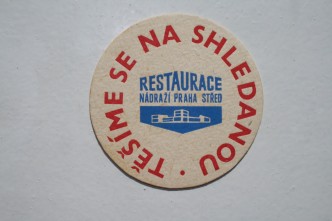 TĚŠÍME SE NA SHLEDANOU ·
RESTAURACE
NÁDRAŽÍ PRAHA STŘED